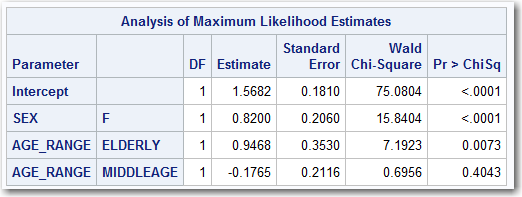 Analysis of Maximum Likelihood Estimates
Parameter DF Estimate Standard Error Wald Chi-Square Pr > ChiSq
Intercept 1 1.5682 0.1810 75.0804 <.0001
SEX F 1 0.8200 0.2060 15.8404 <.0001
AGE_RANGE ELDERLY 1 0.9468 0.3530 7.1923 0.0073
AGE_RANGE MIDDLEAGE 1 -0.1765 0.2116 0.6956 0.4043